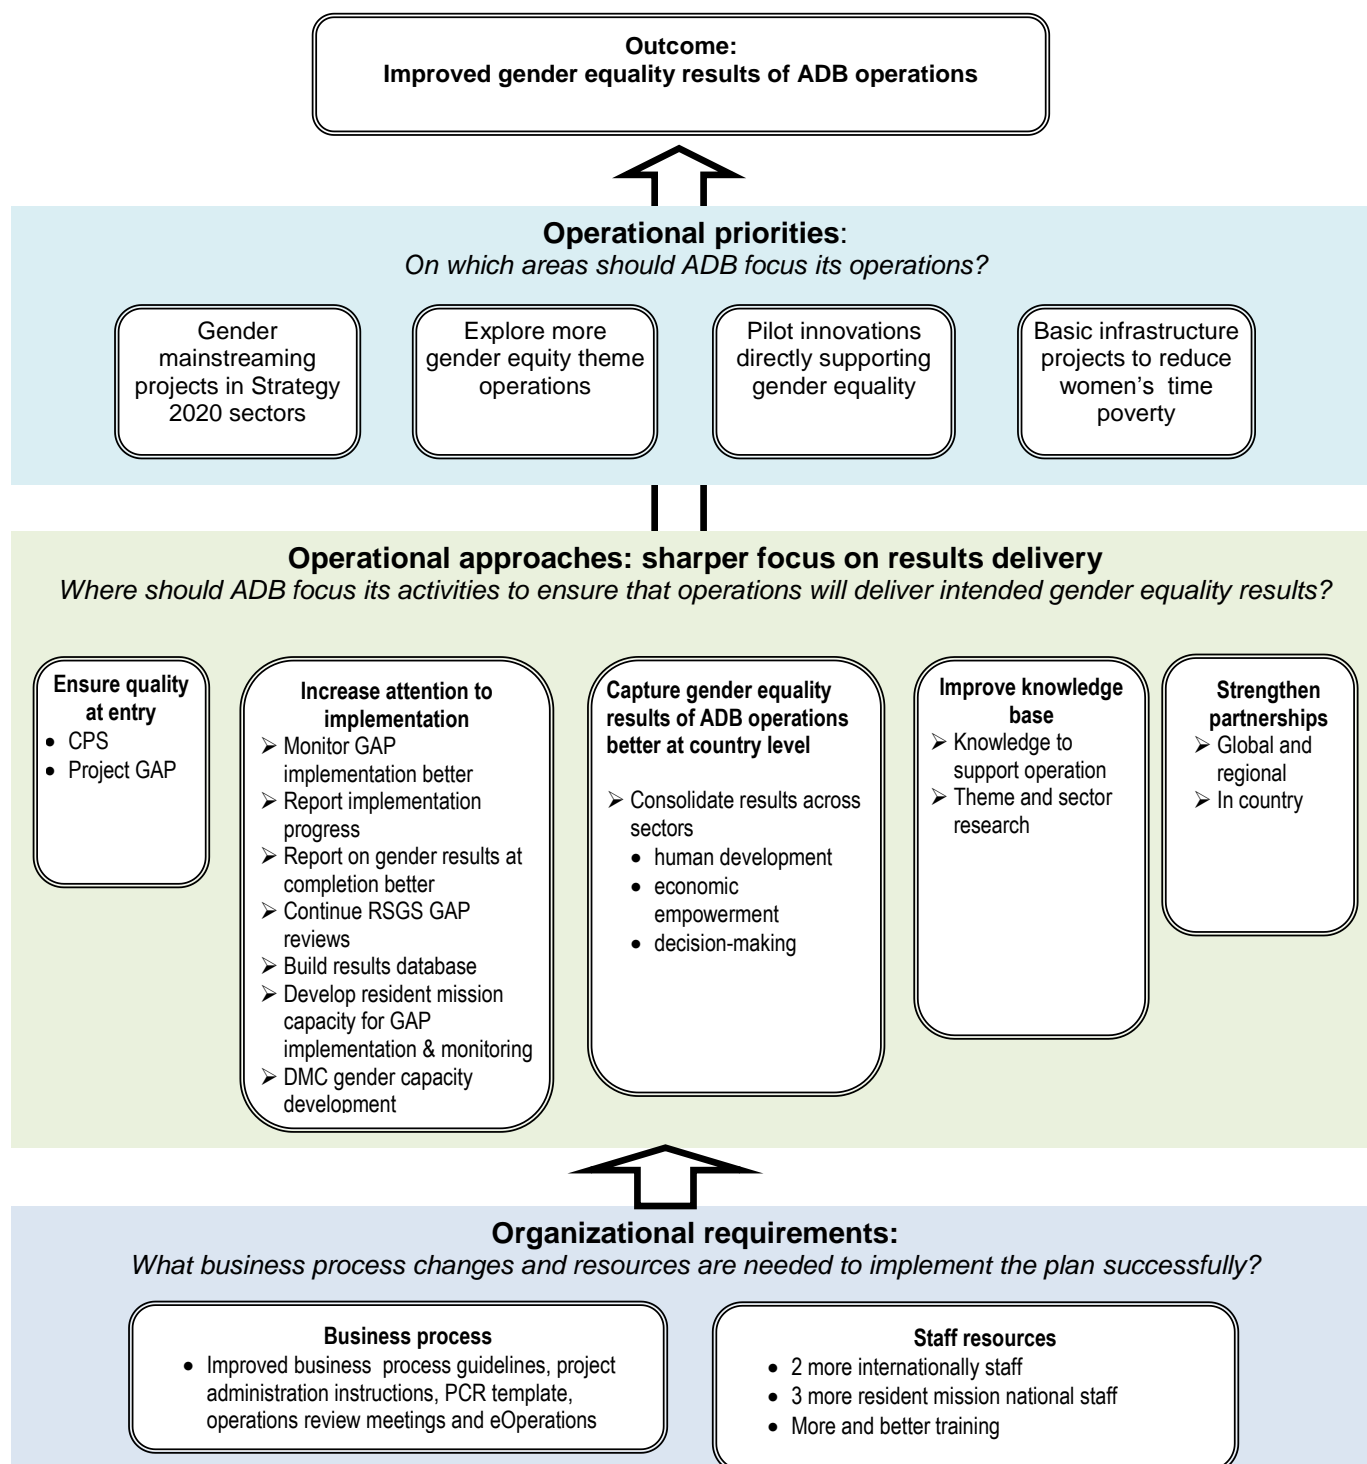 Outcome:
Improved gender equality results of ADB operations
Operational priorities:
On which areas should ADB focus its operations?
Gender
mainstreaming
projects in Strategy
2020 sectors
Explore more
gender equity theme
operations
Pilot innovations
directly supporting
gender equality
Basic infrastructure
projects to reduce
women's time
poverty
Operational approaches: sharper focus on results delivery
Where should ADB focus its activities to ensure that operations will deliver intended gender equality results?
Ensure quality
at entry
• CPS
• Project GAP
Increase attention to
implementation
➢ Monitor GAP
implementation better
➢ Report implementation
progress
➢ Report on gender results at
completion better
➢ Continue RSGS GAP
reviews
➢ Build results database
➢ Develop resident mission
capacity for GAP
implementation & monitoring
➢ DMC gender capacity
development
Capture gender equality
results of ADB operations
better at country level
➢ Consolidate results across
sectors
• human development
• economic
empowerment
• decision-making
Improve knowledge
base
➢ Knowledge to
support operation
➢ Theme and sector
research
Strengthen
partnerships
➢ Global and
regional
➢ In country
Organizational requirements:
What business process changes and resources are needed to implement the plan successfully?
Business process
• Improved business process guidelines, project
administration instructions, PCR template,
operations review meetings and eOperations
Staff resources
• 2 more internationally staff
• 3 more resident mission national staff
• More and better training